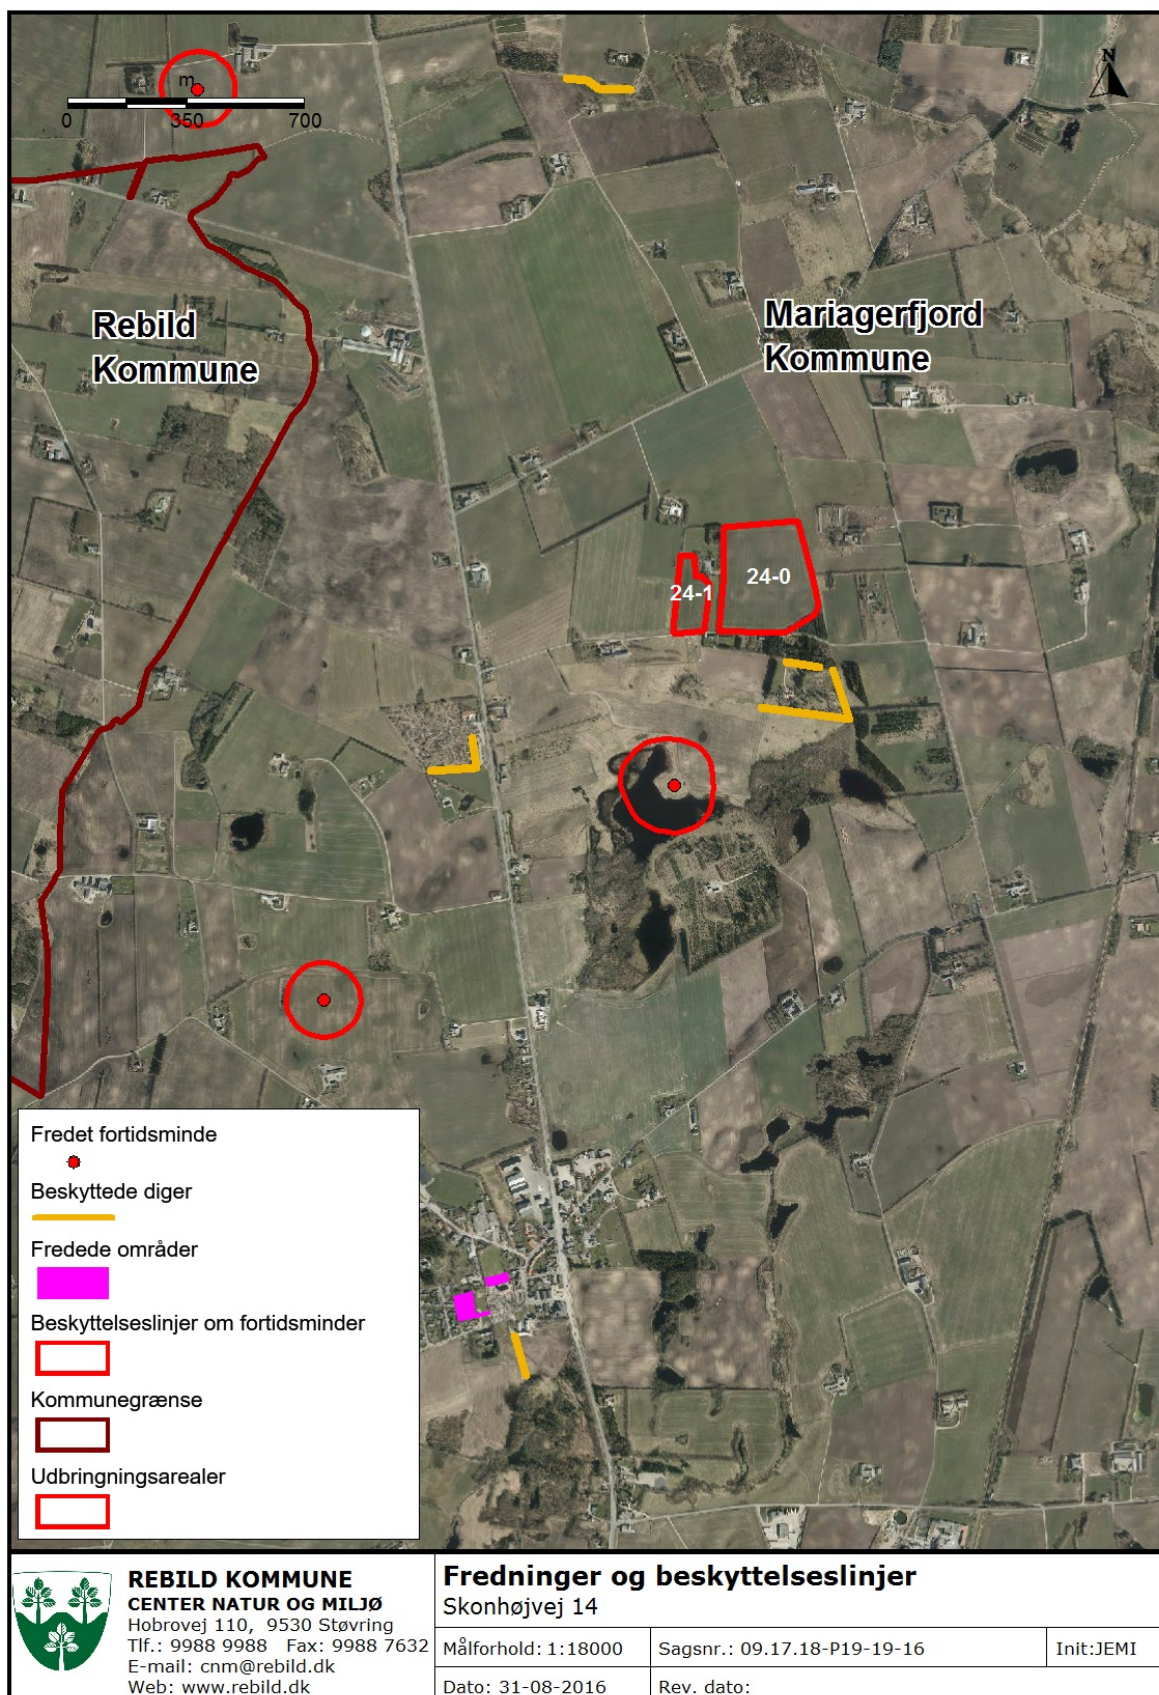 N
m
0 350 700
Rebild
Kommune
Mariagerfjord
Kommune
24-1
24-0
Fredet fortidsminde
Beskyttede diger
Fredede områder
Beskyttelseslinjer om fortidsminder
Kommunegrænse
Udbringningsarealer
REBILD KOMMUNE
CENTER NATUR OG MILJØ
Hobrovej 110, 9530 Støvring
Tlf.: 9988 9988 Fax: 9988 7632
E-mail: cnm@rebild.dk
Web: www.rebild.dk
Fredninger og beskyttelseslinjer
Skonhøjvej 14
Målforhold: 1:18000
Sagsnr.: 09.17.18-P19-19-16
Init:JEMI
Dato: 31-08-2016
Rev. dato: